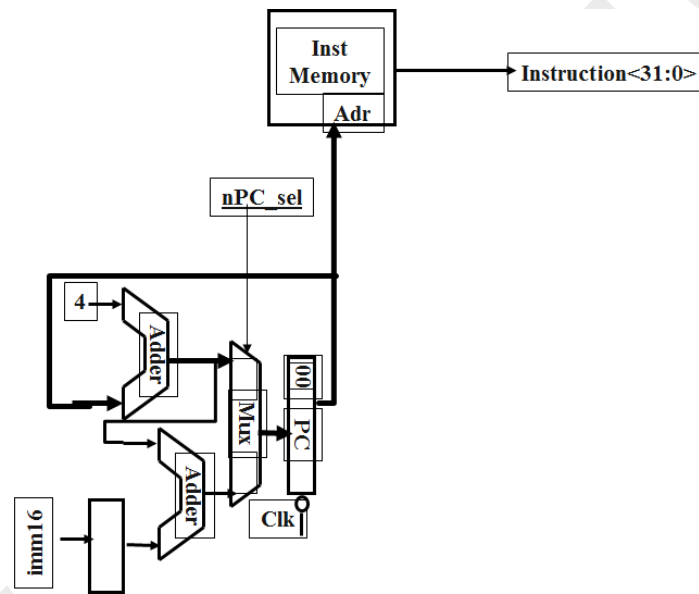 Inst
Memory
Adr
Instruction<31:0>
nPC_sel
4
Adder
00
Mux
PC
Adder
Clk
imm16